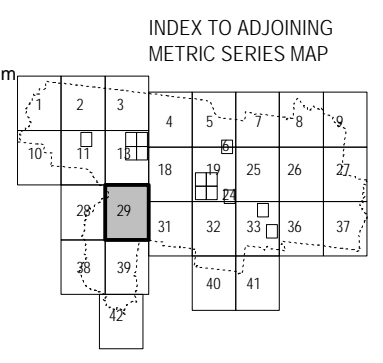 INDEX TO ADJOINING
METRIC SERIES MAP
m
1 2 3 4 5 7 8 9
6
10 11 13 18 19 25 26 27
24
28 29 31 32 33 36 37
38 39 40 41
42